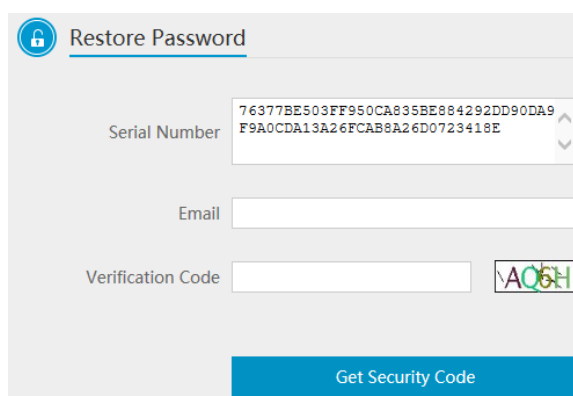 Restore Password
Serial Number
76377BE503FF950CA835BE884292DD90DA9
F9A0CDA13A26FCAB8A26D0723418E
Email
Verification Code
Get Security Code